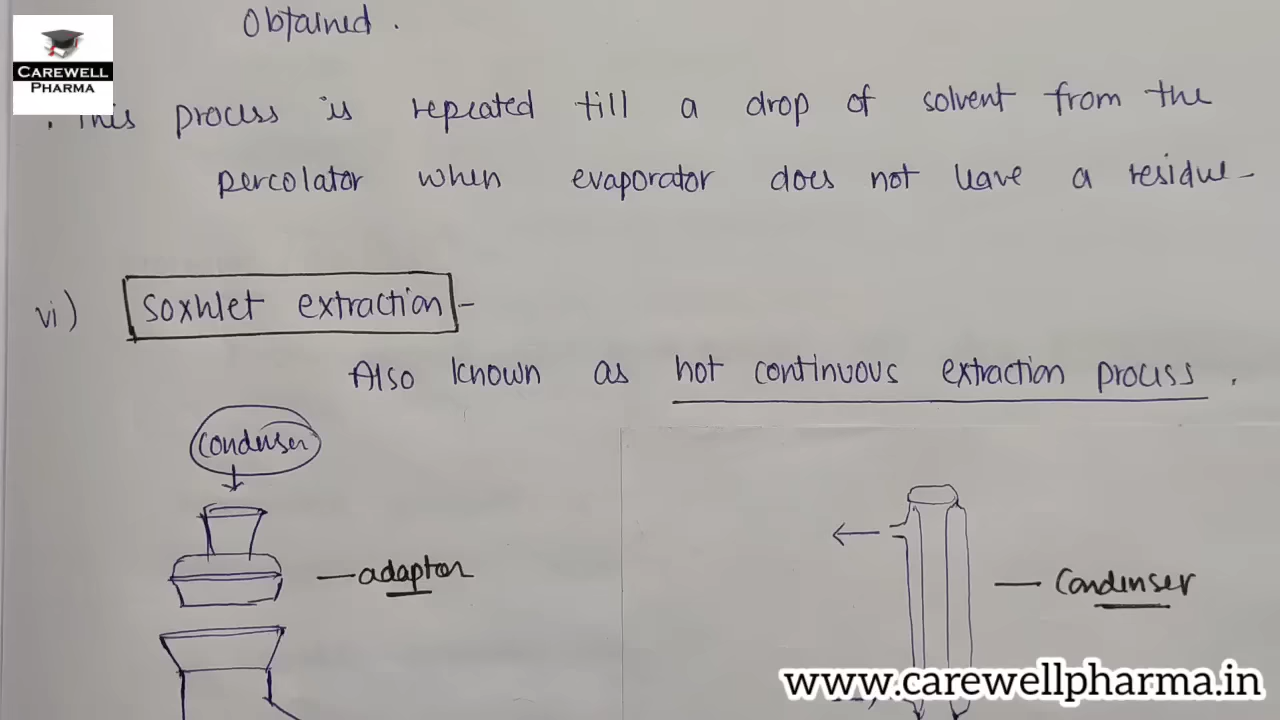 Obtained.
CAREWELL
PHARMA
. This process is repeated till a drop of solvent from the
percolator when evaporator does not leave a residue -
vi) Soxhlet extraction -
Also known as hot continuous extraction process.
Condenser
adapter
Condenser
www.carewellpharma.in